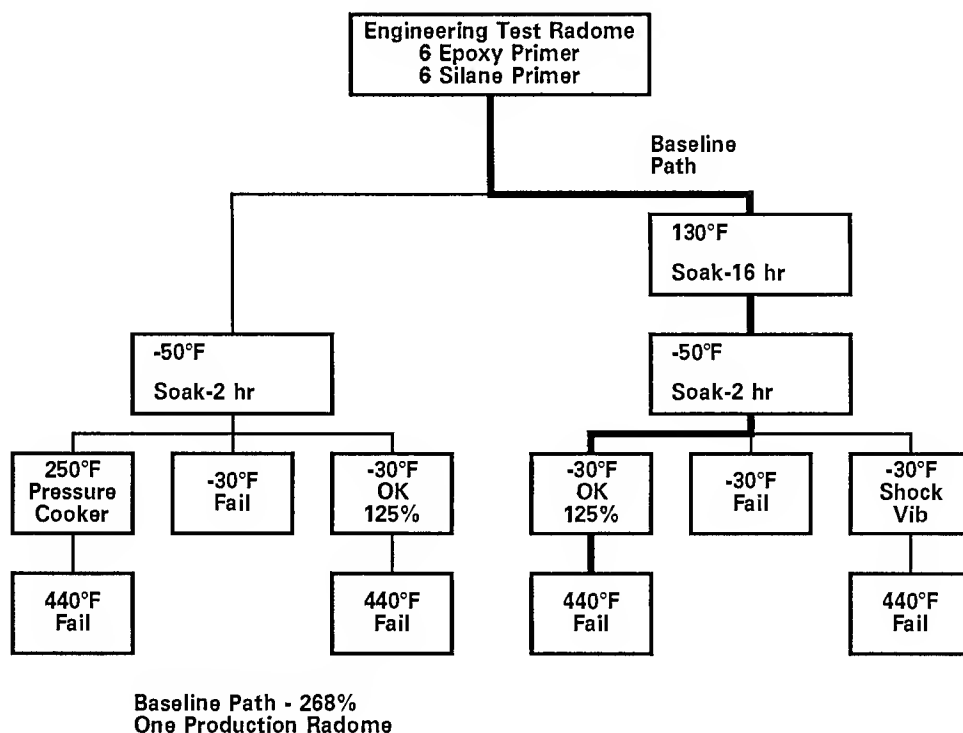 Engineering Test Radome
6 Epoxy Primer
6 Silane Primer
Baseline
Path
130°F
Soak-16 hr
-50°F
Soak-2 hr
-50°F
Soak-2 hr
250°F
Pressure
Cooker
-30°F
Fail
-30°F
OK
125%
-30°F
OK
125%
-30°F
Fail
-30°F
Shock
Vib
440°F
Fail
440°F
Fail
440°F
Fail
440°F
Fail
Baseline Path - 268%
One Production Radome